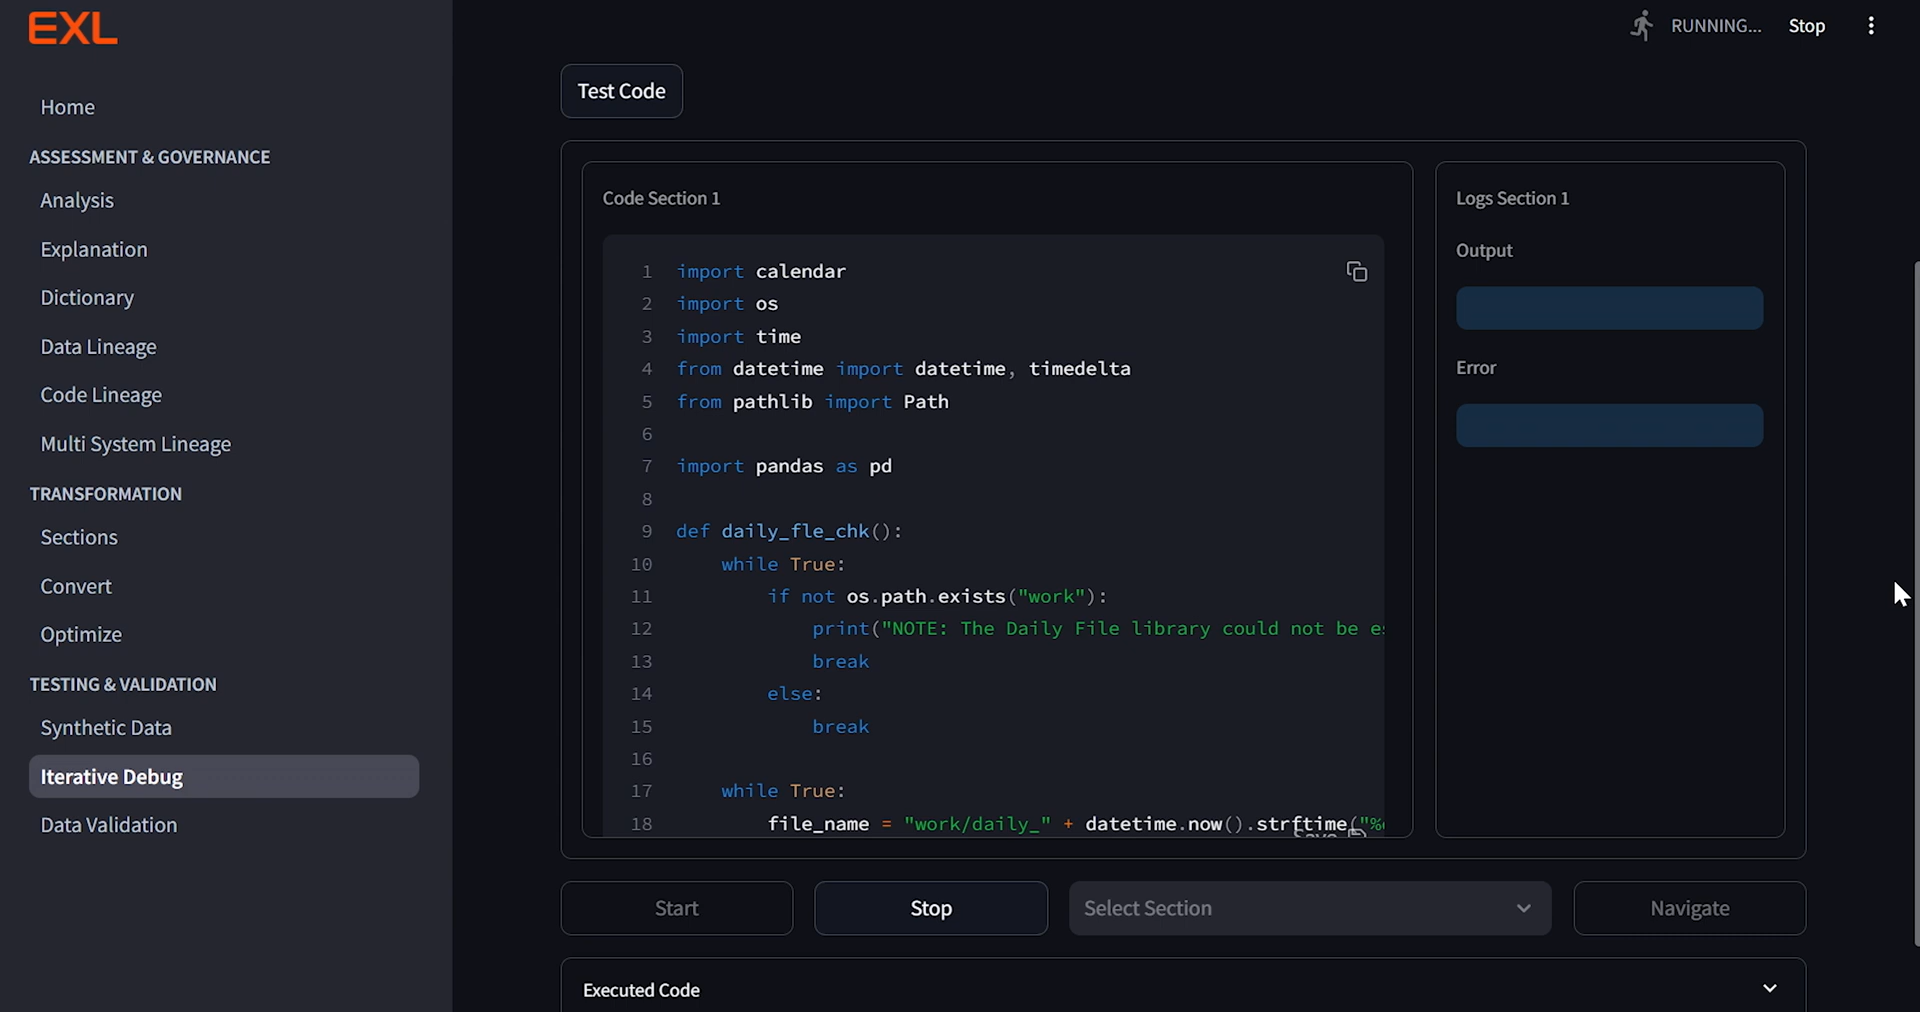 EXL
RUNNING...
Stop
Home
ASSESSMENT & GOVERNANCE
Analysis
Explanation
Dictionary
Data Lineage
Code Lineage
Multi System Lineage
TRANSFORMATION
Sections
Convert
Optimize
TESTING & VALIDATION
Synthetic Data
Iterative Debug
Data Validation
Test Code
Code Section 1
1 import calendar
2 import os
3 import time
4 from datetime import datetime, timedelta
5 from pathlib import Path
6
7 import pandas as pd
8
9 def daily_fle_chk():
10 while True:
11 if not os.path.exists("work"):
12 print("NOTE: The Daily File library could not be es
13 break
14 else:
15 break
16
17 while True:
18 file_name = "work/daily_" + datetime.now().strftime("%
Logs Section 1
Output
Error
Start
Stop
Select Section
Navigate
Executed Code